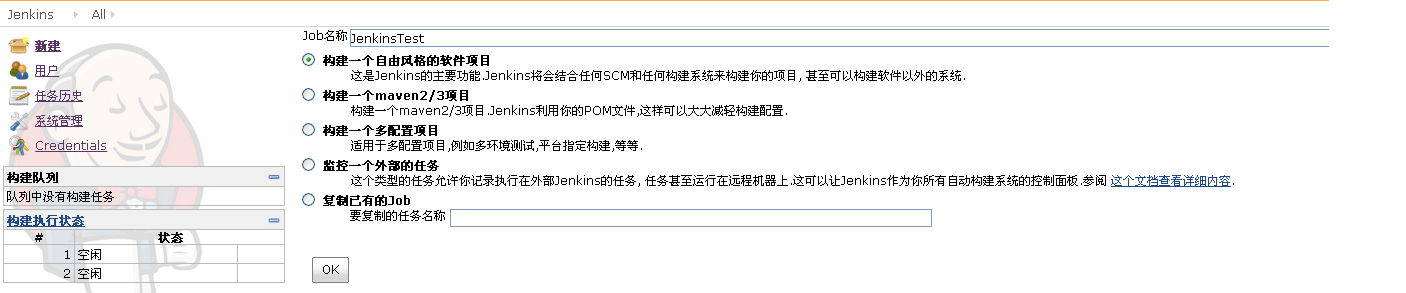 Jenkins All
新建
用户
任务历史
系统管理
Credentials
构建队列
队列中没有构建任务
构建执行状态
# 状态
1 空闲
2 空闲
Job名称 JenkinsTest
构建一个自由风格的软件项目
这是Jenkins的主要功能.Jenkins将会结合任何SCM和任何构建系统来构建你的项目, 甚至可以构建软件以外的系统.
构建一个maven2/3项目
构建一个maven2/3项目.Jenkins利用你的POM文件,这样可以大大减轻构建配置.
构建一个多配置项目
适用于多配置项目,例如多环境测试,平台指定构建,等等.
监控一个外部的任务
这个类型的任务允许你记录执行在外部Jenkins的任务, 任务甚至运行在远程机器上.这可以让Jenkins作为你所有自动构建系统的控制面板.参阅 这个文档查看详细内容.
复制已有的Job
要复制的任务名称
OK